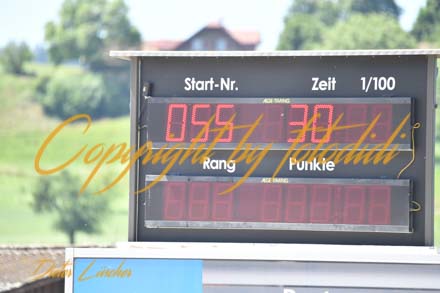 Start-Nr. Zeit 1/100
ALGE-TIMING
055 30
Copyright by fotodidi
Rang Punkte
ALGE-TIMING